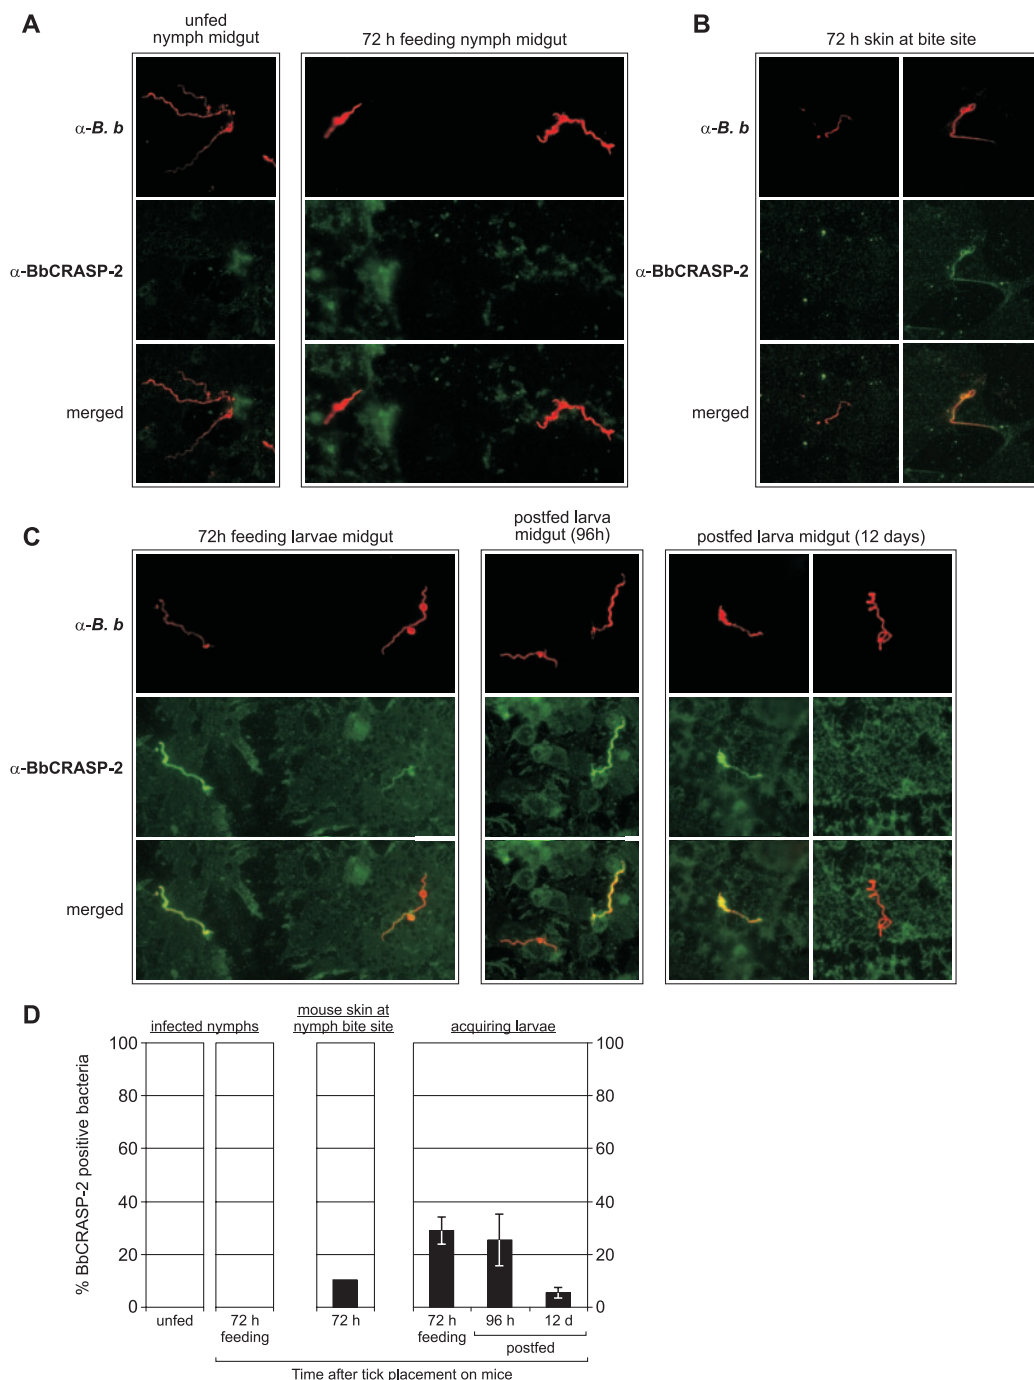 A
unfed
nymph midgut
72 h feeding nymph midgut
α-B. b
α-BbCRASP-2
merged
B
72 h skin at bite site
α-B. b
α-BbCRASP-2
merged
C
72h feeding larvae midgut
postfed larva
midgut (96h)
postfed larva midgut (12 days)
α-B. b
α-BbCRASP-2
merged
D
infected nymphs
mouse skin at
nymph bite site
acquiring larvae
% BbCRASP-2 positive bacteria
100
80
60
40
20
0
100
80
60
40
20
0
unfed
72 h
feeding
72 h
72 h
feeding
96 h
12 d
postfed
Time after tick placement on mice